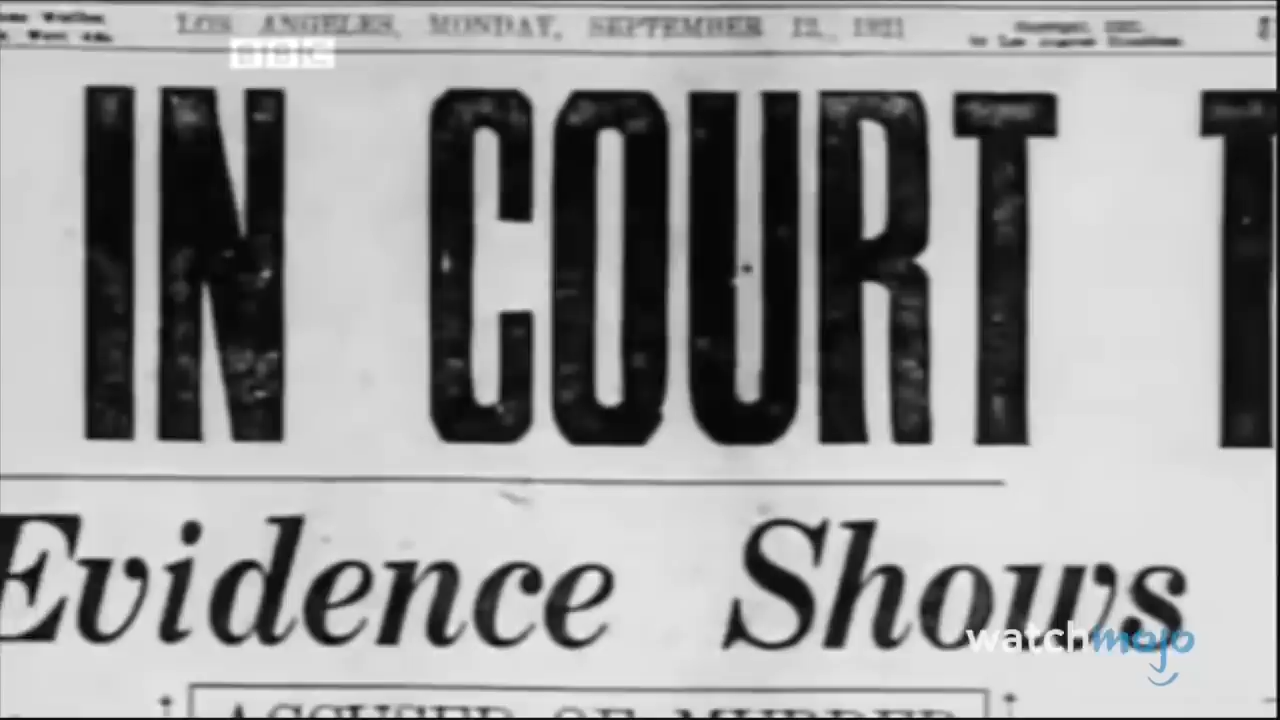 LOS ANGELES, MONDAY, SEPTEMBER 12, 1921
BBC
IN COURT T
Evidence Shows
watchmojo
ACCUSED OF MURDER